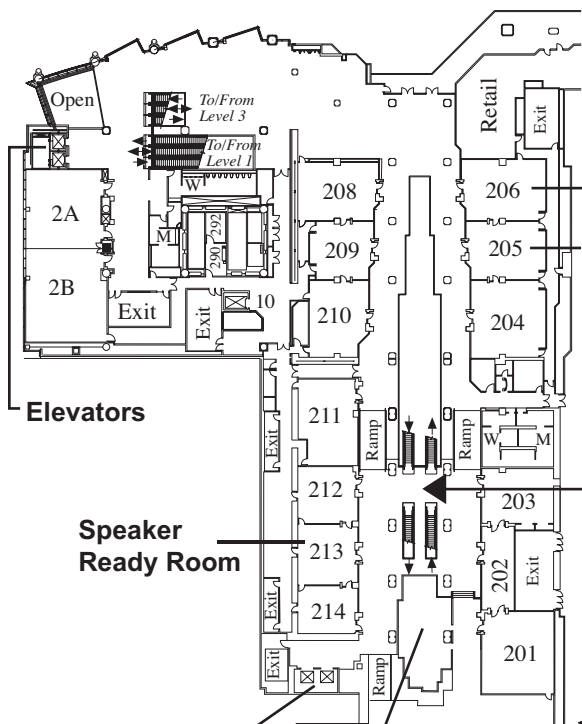 Open
To/From
Level 3
To/From
Level 1
Retail
Exit
W
208
206
2A
M
292
209
205
2B
290
Exit
Exit
10
210
204
Elevators
211
Exit
Ramp
Ramp
W
M
212
203
Speaker
Ready Room
213
202
Exit
Exit
214
201
Exit
Ramp